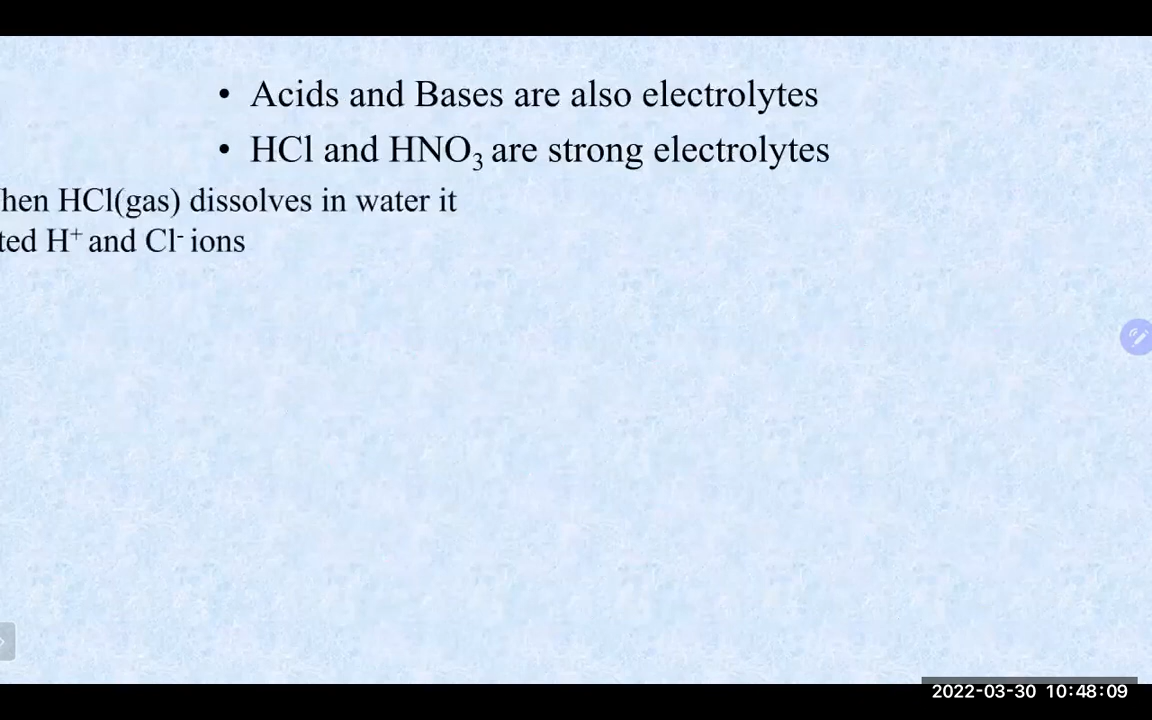 • Acids and Bases are also electrolytes
• HCl and HNO₃ are strong electrolytes
hen HCl(gas) dissolves in water it
ted H⁺ and Cl⁻ ions
2022-03-30 10:48:09